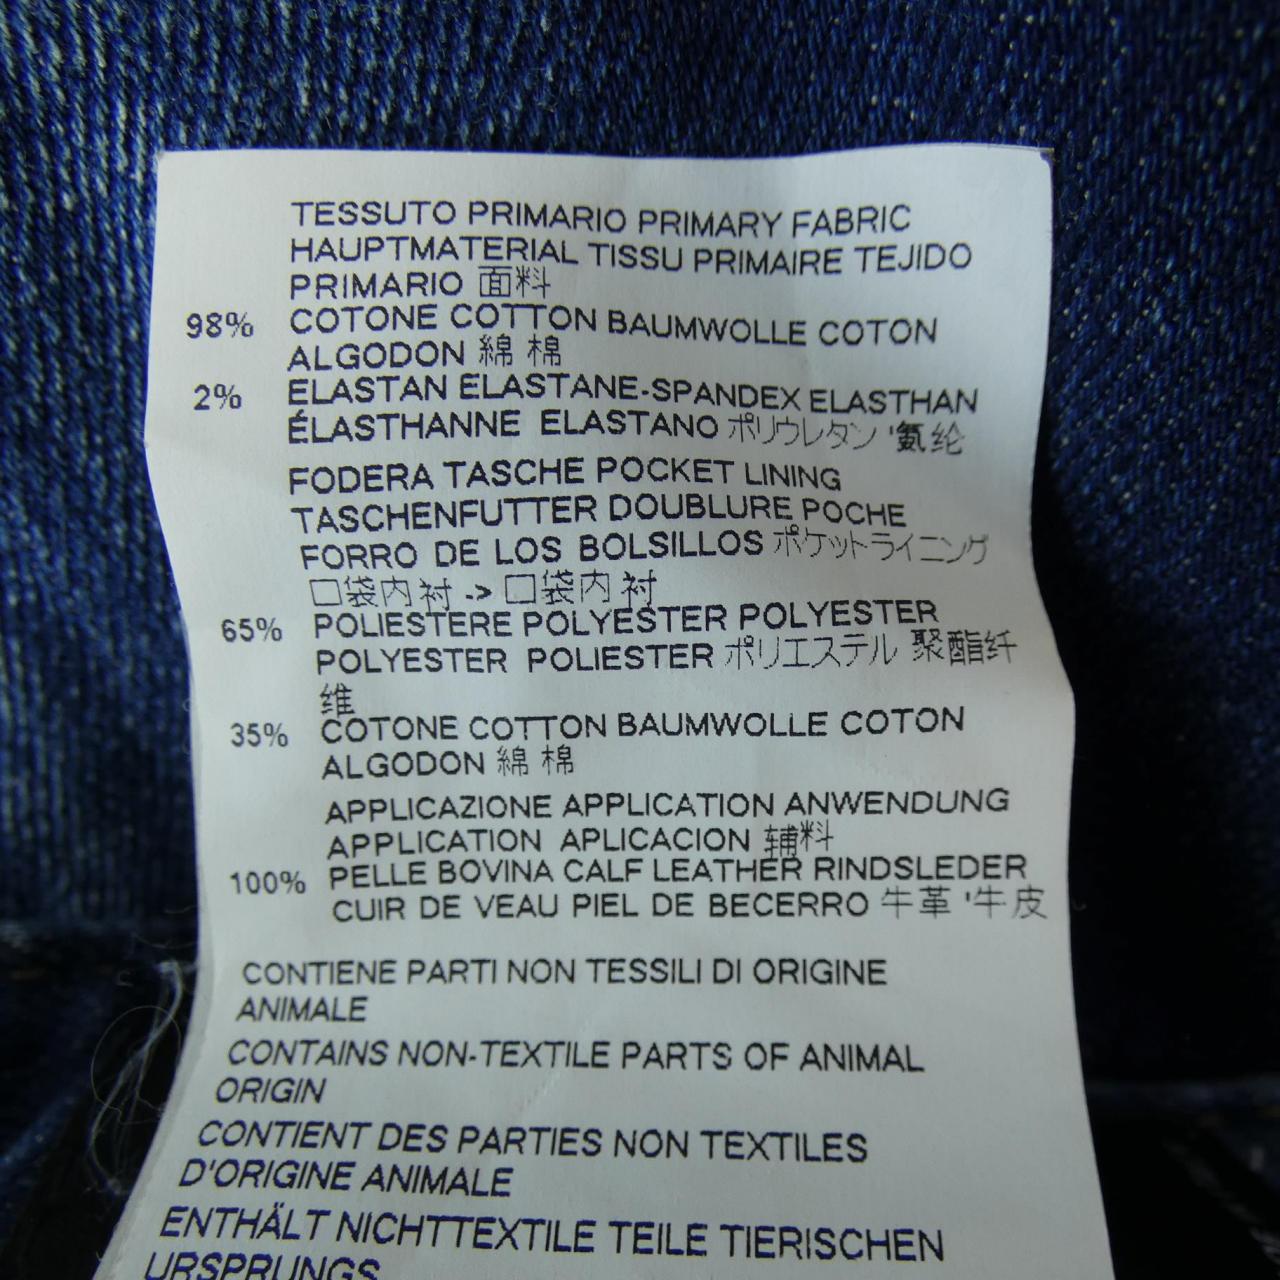 TESSUTO PRIMARIO PRIMARY FABRIC
HAUPTMATERIAL TISSU PRIMAIRE TEJIDO
PRIMARIO 面料
98% COTONE COTTON BAUMWOLLE COTON
ALGODON 綿 棉
2% ELASTAN ELASTANE-SPANDEX ELASTHAN
ÉLASTHANNE ELASTANO ポリウレタン '氨纶
FODERA TASCHE POCKET LINING
TASCHENFUTTER DOUBLURE POCHE
FORRO DE LOS BOLSILLOS ポケットライニング
口袋内衬 -> 口袋内衬
65% POLIESTERE POLYESTER POLYESTER
POLYESTER POLIESTER ポリエステル 聚酯纤
维
35% COTONE COTTON BAUMWOLLE COTON
ALGODON 綿 棉
APPLICAZIONE APPLICATION ANWENDUNG
APPLICATION APLICACION 辅料
100% PELLE BOVINA CALF LEATHER RINDSLEDER
CUIR DE VEAU PIEL DE BECERRO 牛革 '牛皮
CONTIENE PARTI NON TESSILI DI ORIGINE
ANIMALE
CONTAINS NON-TEXTILE PARTS OF ANIMAL
ORIGIN
CONTIENT DES PARTIES NON TEXTILES
D'ORIGINE ANIMALE
ENTHÄLT NICHTTEXTILE TEILE TIERISCHEN
URSPRUNGS